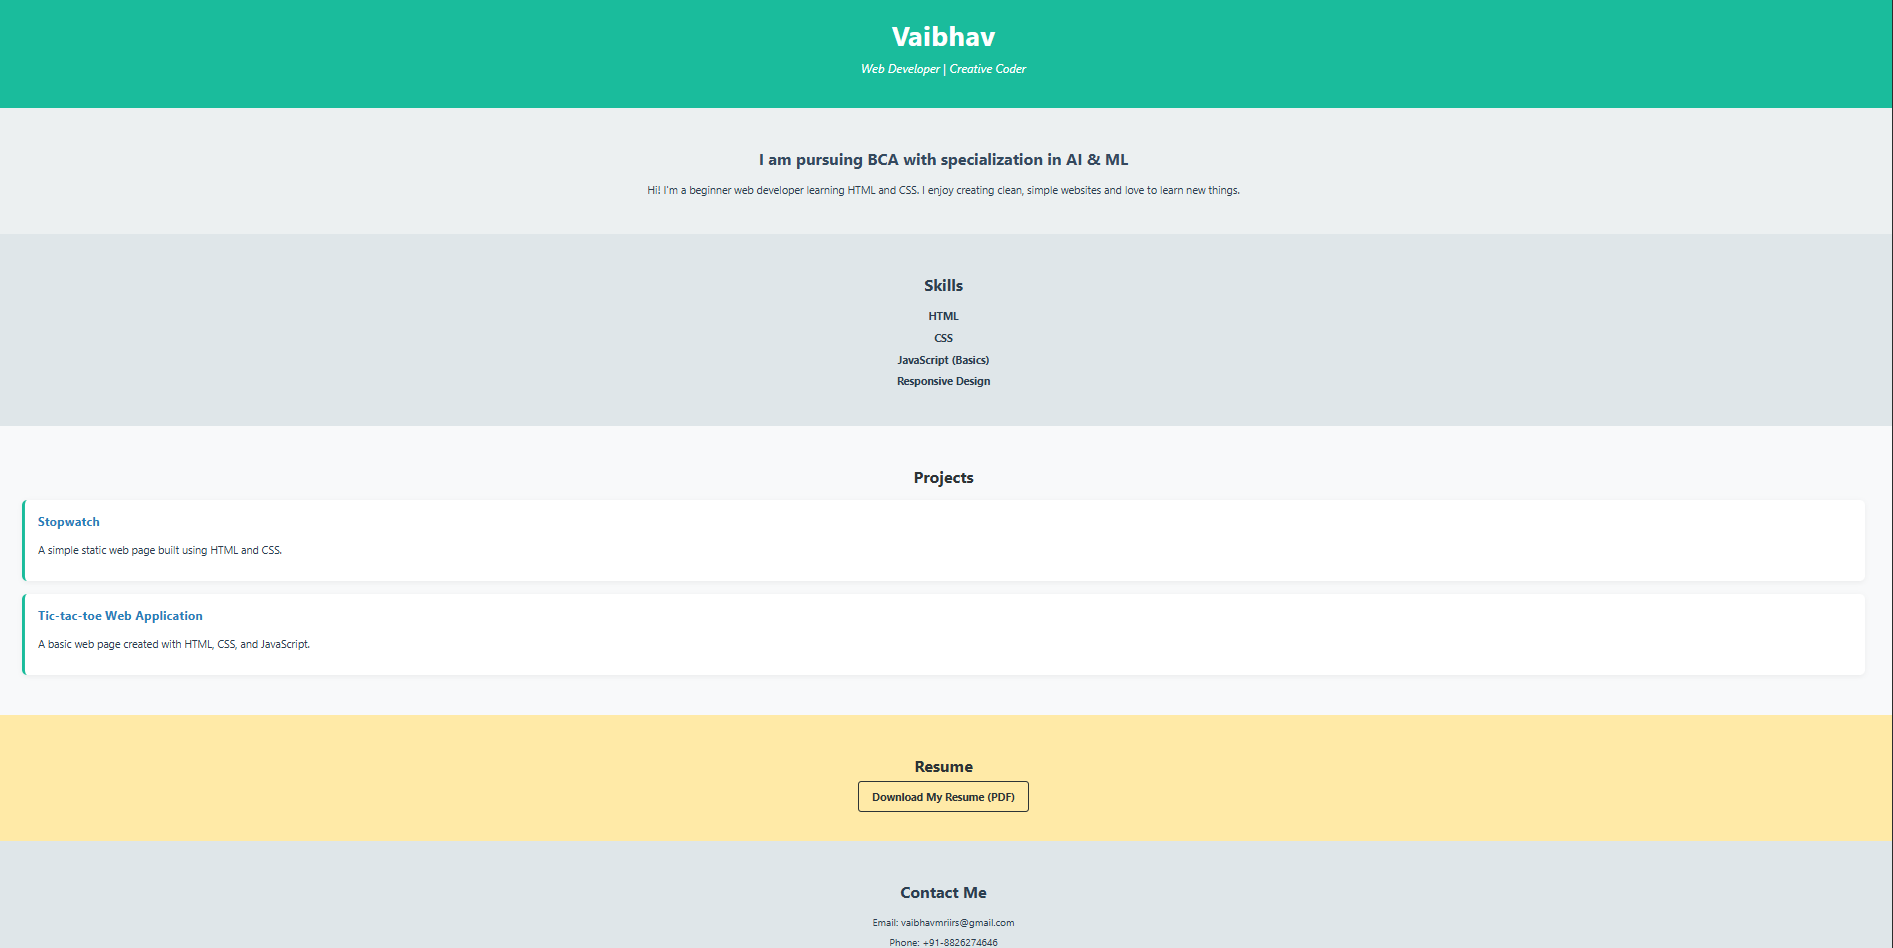 Vaibhav
Web Developer | Creative Coder
I am pursuing BCA with specialization in AI & ML
Hi! I'm a beginner web developer learning HTML and CSS. I enjoy creating clean, simple websites and love to learn new things.
Skills
HTML
CSS
JavaScript (Basics)
Responsive Design
Projects
Stopwatch
A simple static web page built using HTML and CSS.
Tic-tac-toe Web Application
A basic web page created with HTML, CSS, and JavaScript.
Resume
Download My Resume (PDF)
Contact Me
Email: vaibhavmriirs@gmail.com
Phone: +91-8826274646